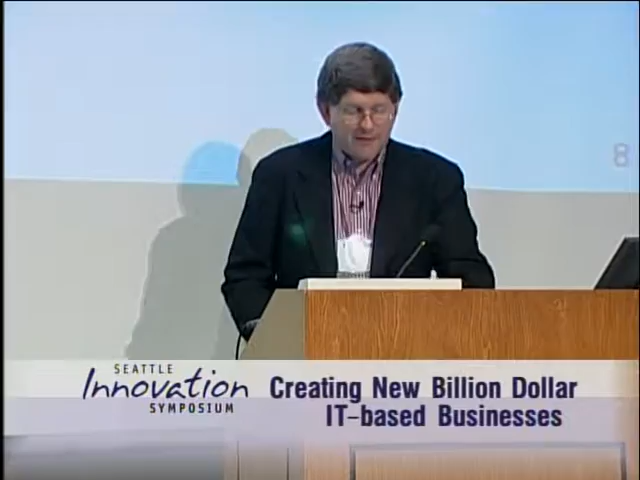 8
SEATTLE
Innovation
SYMPOSIUM
Creating New Billion Dollar
IT-based Businesses